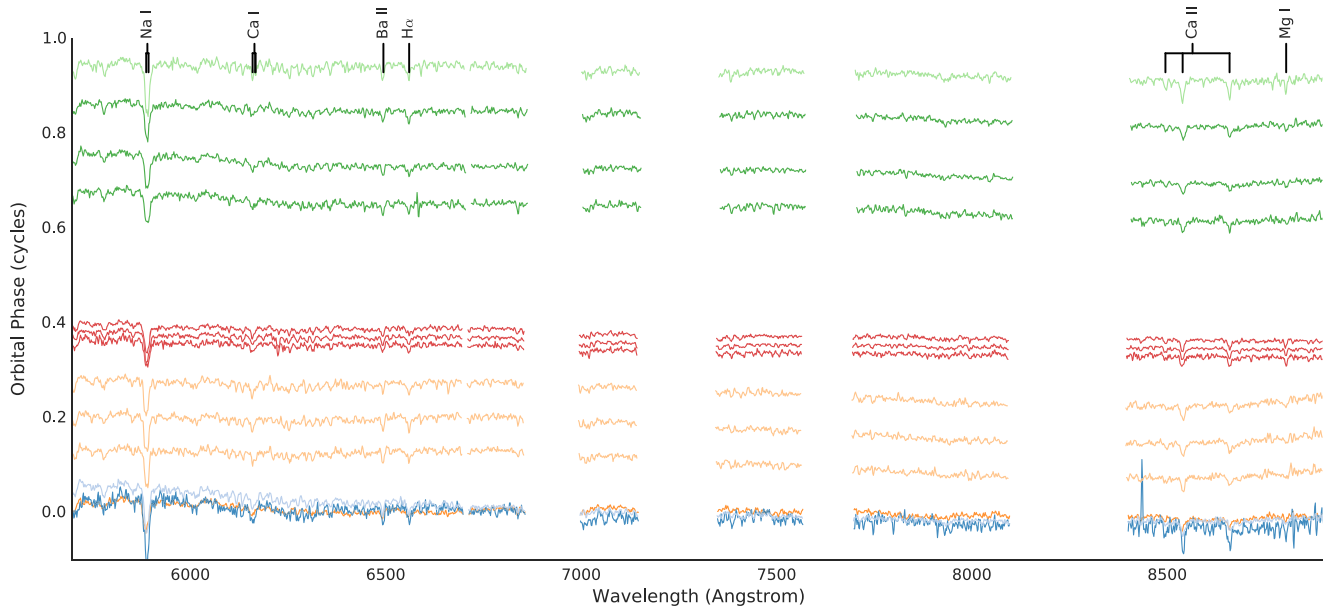 Na I
Ca I
Ba II
Hα
Ca II
Mg I
1.0
0.8
0.6
0.4
0.2
0.0
Orbital Phase (cycles)
6000 6500 7000 7500 8000 8500
Wavelength (Angstrom)